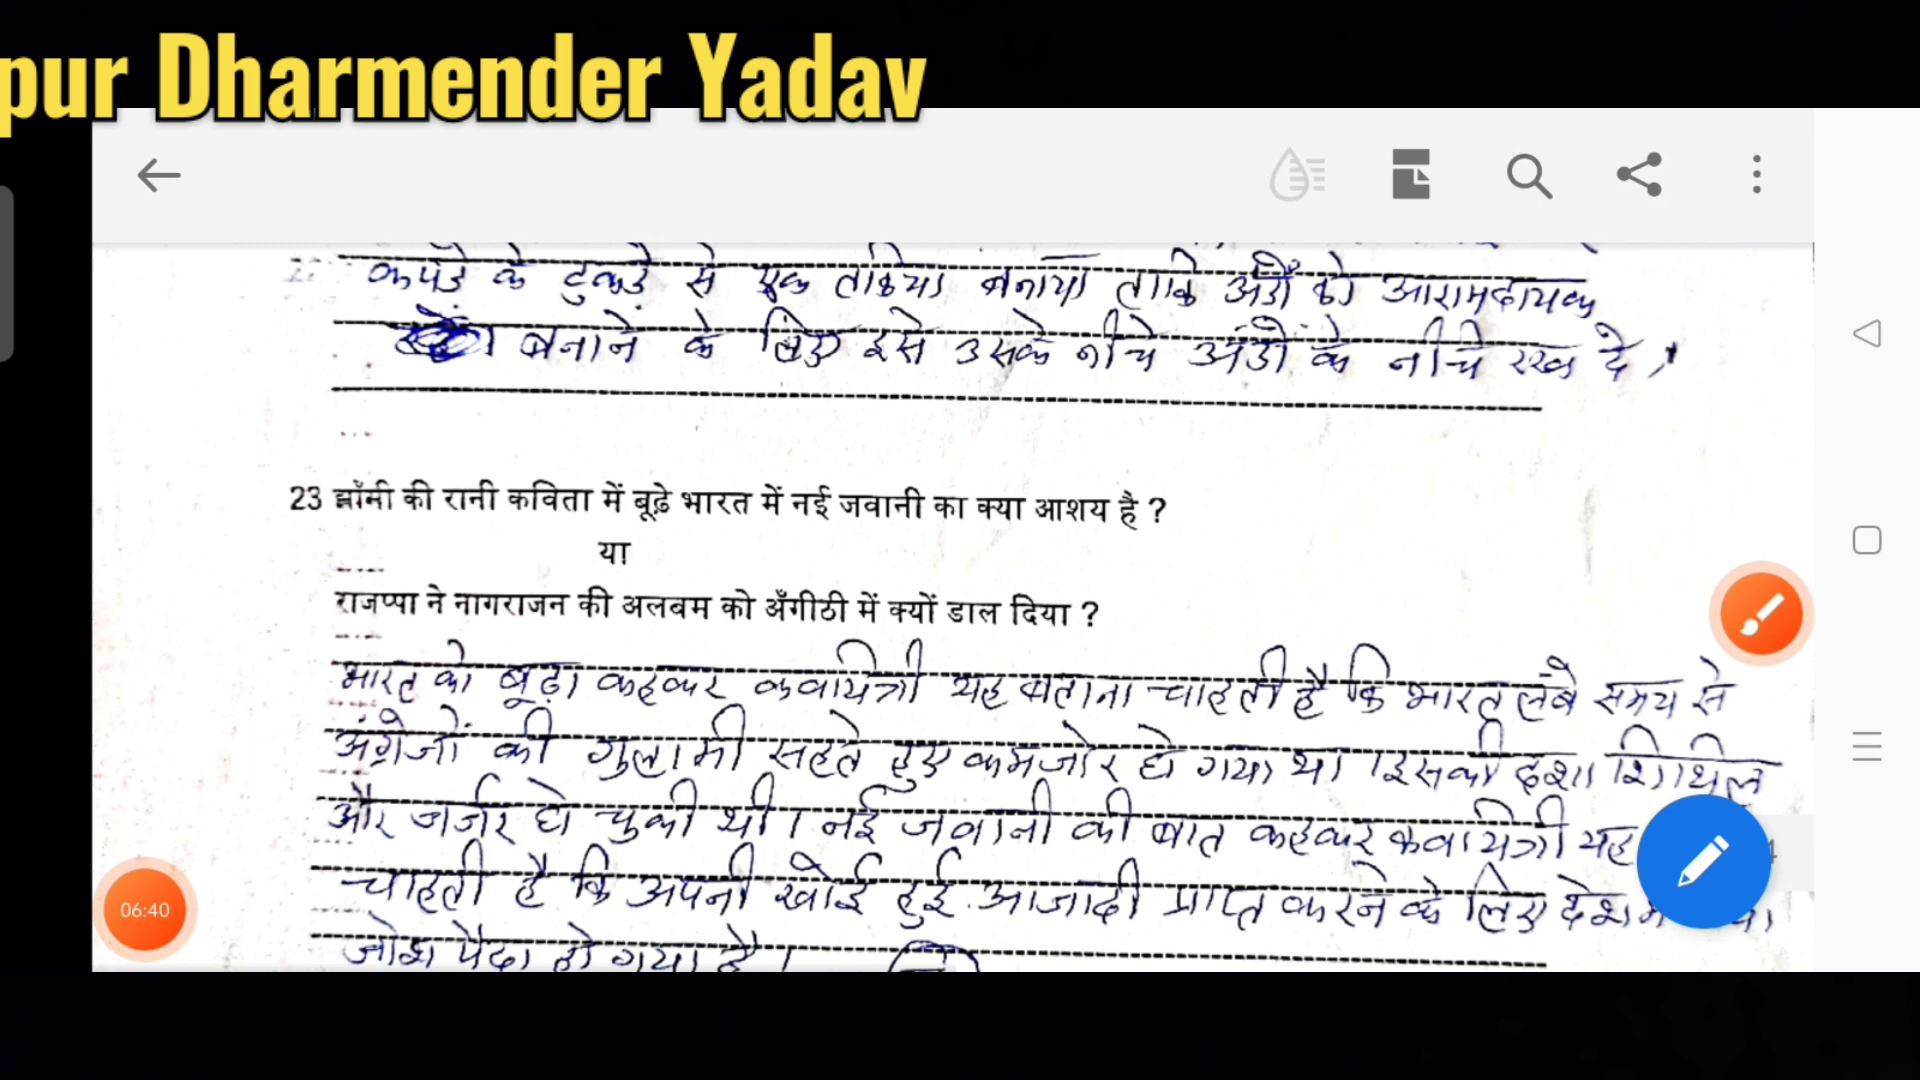 pur Dharmender Yadav
कपडे के टुकडे से एक तकिया बनाया ताकि अंडों को आरामदायक
बनाने के लिए इसे उसके नीचे अंडों के नीचे रख दे।
23 झाँसी की रानी कविता में बूढ़े भारत में नई जवानी का क्या आशय है ?
या
राजप्पा ने नागराजन की अलबम को अँगीठी में क्यों डाल दिया ?
भारत को बूढ़ा कहकर कवयित्री यह बताना चाहती है कि भारत लंबे समय से
अंग्रेजों की गुलामी सहते हुए कमजोर हो गया था। इसकी दशा शिथिल
और जर्जर हो चुकी थी। नई जवानी की बात कहकर कवयित्री यह
चाहती है कि अपनी खोई हुई आजादी प्राप्त करने के लिए देश
जोश पैदा हो गया है।
06:40